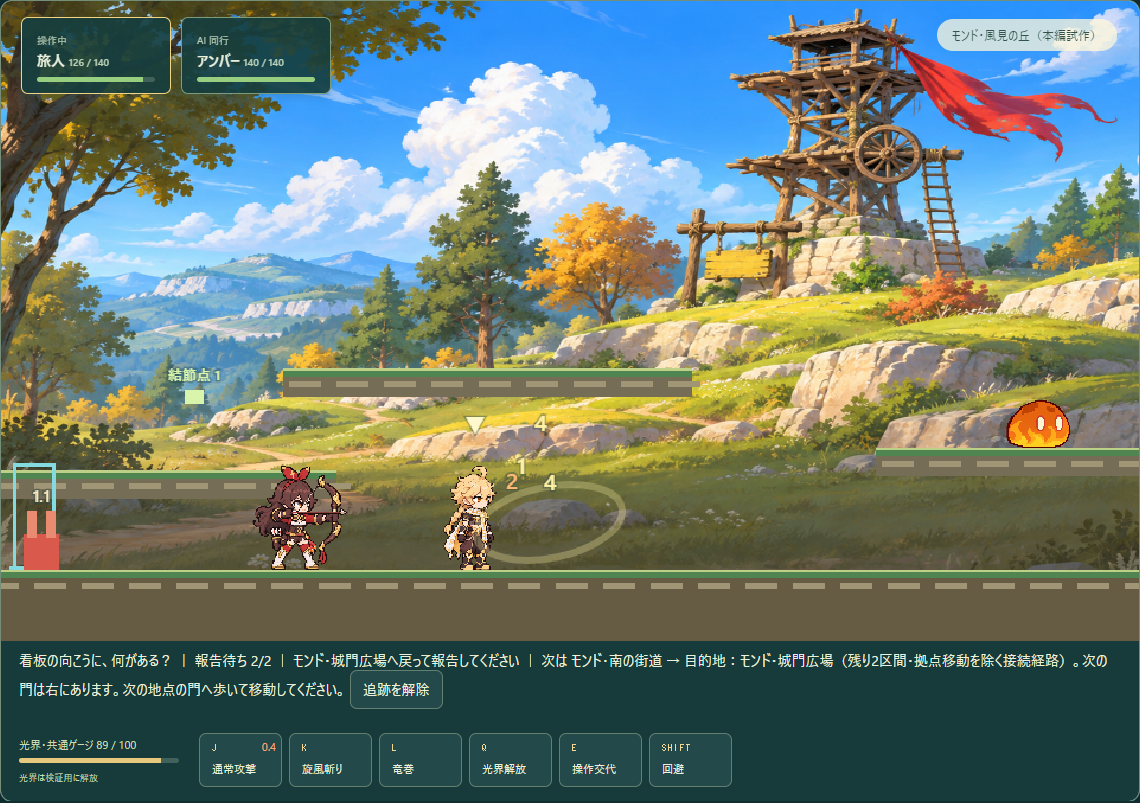 操作中
旅人 126 / 140
AI 同行
アンバー 140 / 140
モンド・風見の丘（本編試作）
結節点 1
4
1
2 4
1.1
看板の向こうに、何がある？ | 報告待ち 2/2 | モンド・城門広場へ戻って報告してください | 次は モンド・南の街道 → 目的地：モンド・城門広場（残り2区間・拠点移動を除く接続経路）。次の
門は右にあります。次の地点の門へ歩いて移動してください。 追跡を解除
光界・共通ゲージ 89 / 100
光界は検証用に解放
J 0.4
通常攻撃
K
旋風斬り
L
竜巻
Q
光界解放
E
操作交代
SHIFT
回避